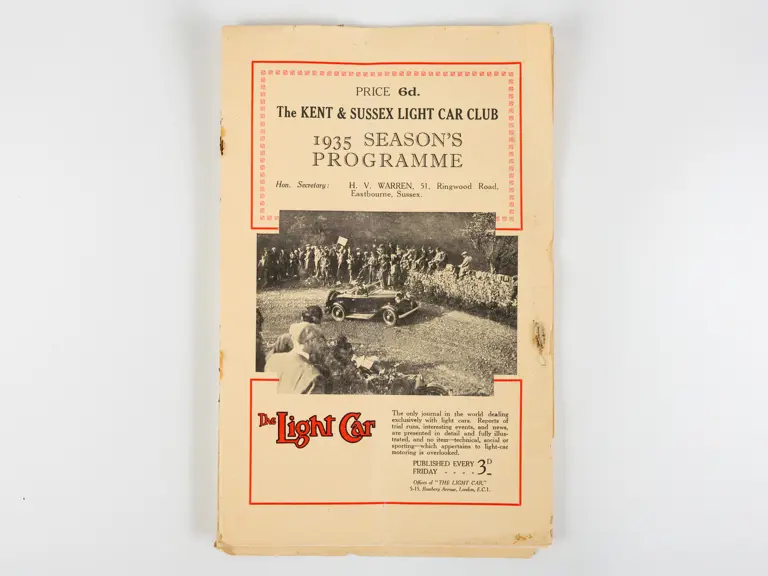 PRICE 6d.
The KENT & SUSSEX LIGHT CAR CLUB
1935 SEASON'S
PROGRAMME
Hon. Secretary: H. V. WARREN, 51, Ringwood Road,
Eastbourne, Sussex.
The Light Car
The only journal in the world dealing
exclusively with light cars. Reports of
trial runs, interesting events, and news,
are presented in detail and fully illus-
trated, and no item—technical, social or
sporting—which appertains to light-car
motoring is overlooked.
PUBLISHED EVERY 3D
FRIDAY - - - -
Offices of "THE LIGHT CAR,"
5-15, Rosebery Avenue, London, E.C.1.